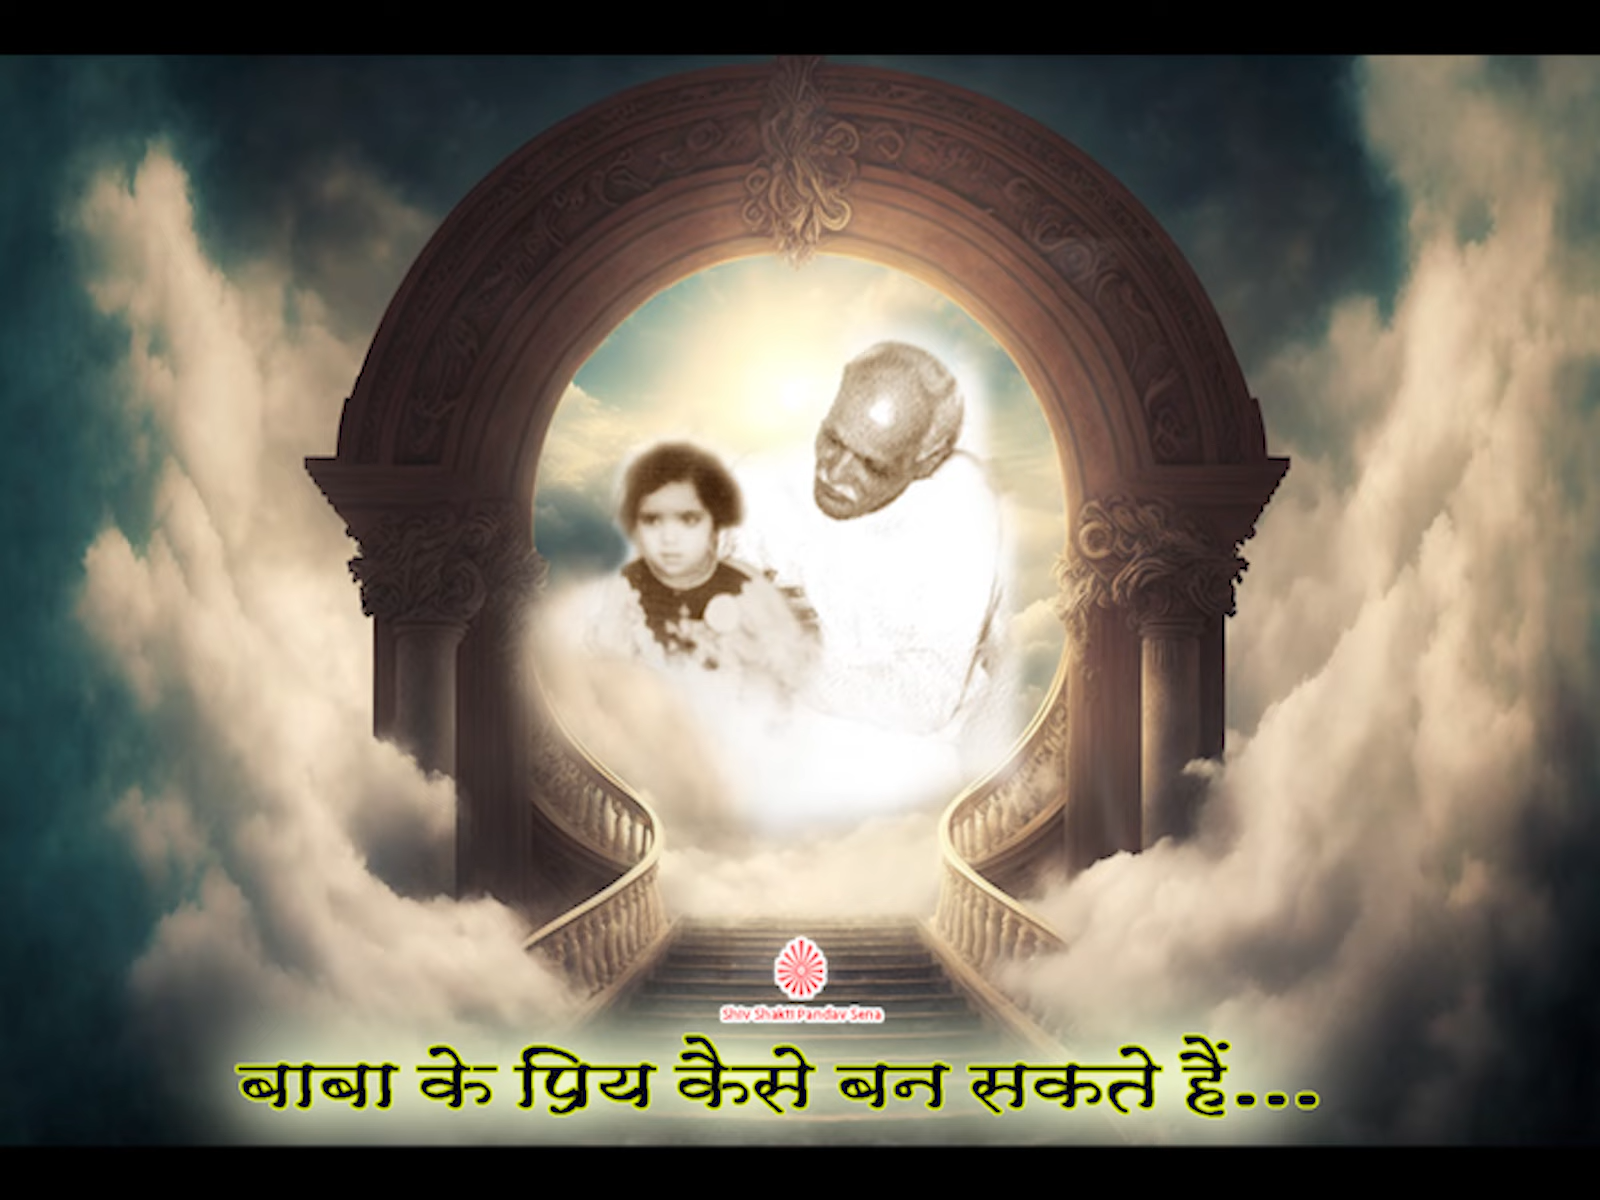 Shiv Shakti Pandav Sena
बाबा के प्रिय कैसे बन सकते हैं...